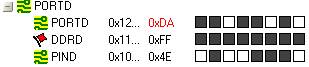 PORTD
PORTD 0x12... 0xDA
DDRD 0x11... 0xFF
PIND 0x10... 0x4E